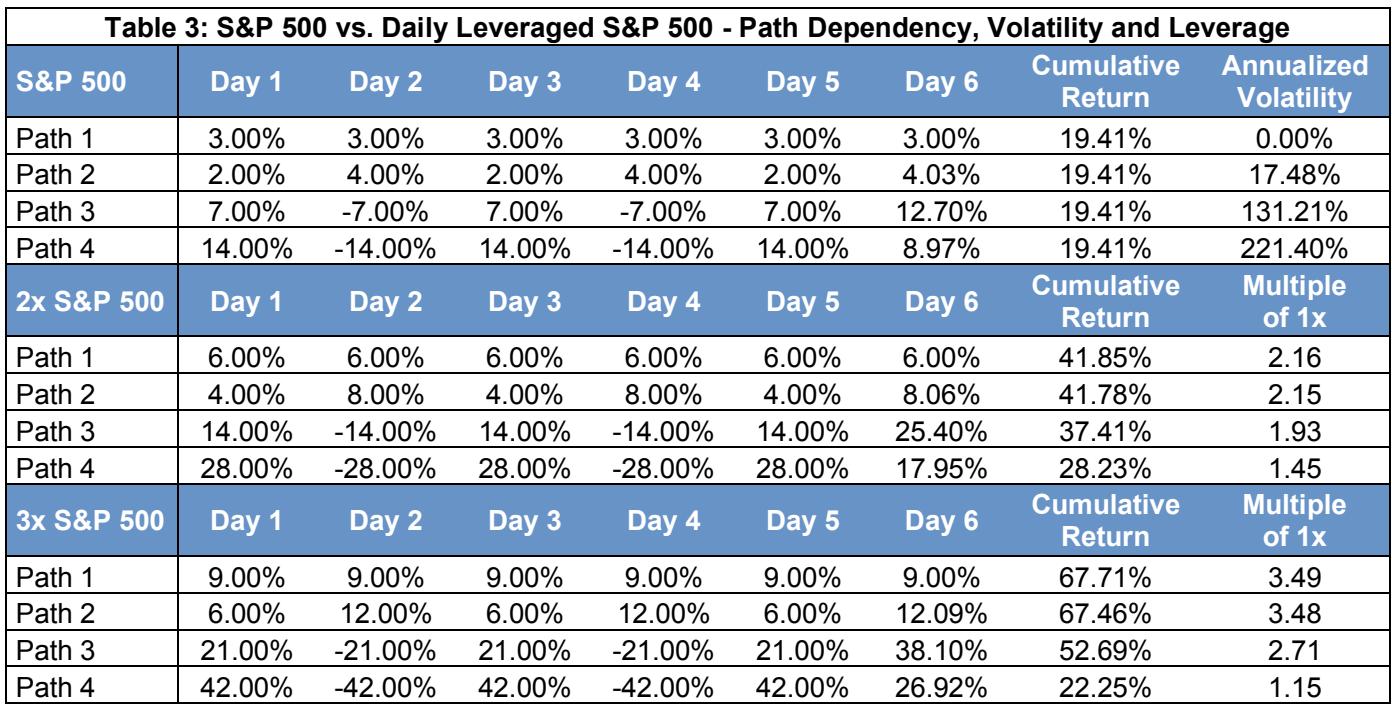 Table 3: S&P 500 vs. Daily Leveraged S&P 500 - Path Dependency, Volatility and Leverage
S&P 500 Day 1 Day 2 Day 3 Day 4 Day 5 Day 6 Cumulative Return Annualized Volatility
Path 1 3.00% 3.00% 3.00% 3.00% 3.00% 3.00% 19.41% 0.00%
Path 2 2.00% 4.00% 2.00% 4.00% 2.00% 4.03% 19.41% 17.48%
Path 3 7.00% -7.00% 7.00% -7.00% 7.00% 12.70% 19.41% 131.21%
Path 4 14.00% -14.00% 14.00% -14.00% 14.00% 8.97% 19.41% 221.40%
2x S&P 500 Day 1 Day 2 Day 3 Day 4 Day 5 Day 6 Cumulative Return Multiple of 1x
Path 1 6.00% 6.00% 6.00% 6.00% 6.00% 6.00% 41.85% 2.16
Path 2 4.00% 8.00% 4.00% 8.00% 4.00% 8.06% 41.78% 2.15
Path 3 14.00% -14.00% 14.00% -14.00% 14.00% 25.40% 37.41% 1.93
Path 4 28.00% -28.00% 28.00% -28.00% 28.00% 17.95% 28.23% 1.45
3x S&P 500 Day 1 Day 2 Day 3 Day 4 Day 5 Day 6 Cumulative Return Multiple of 1x
Path 1 9.00% 9.00% 9.00% 9.00% 9.00% 9.00% 67.71% 3.49
Path 2 6.00% 12.00% 6.00% 12.00% 6.00% 12.09% 67.46% 3.48
Path 3 21.00% -21.00% 21.00% -21.00% 21.00% 38.10% 52.69% 2.71
Path 4 42.00% -42.00% 42.00% -42.00% 42.00% 26.92% 22.25% 1.15